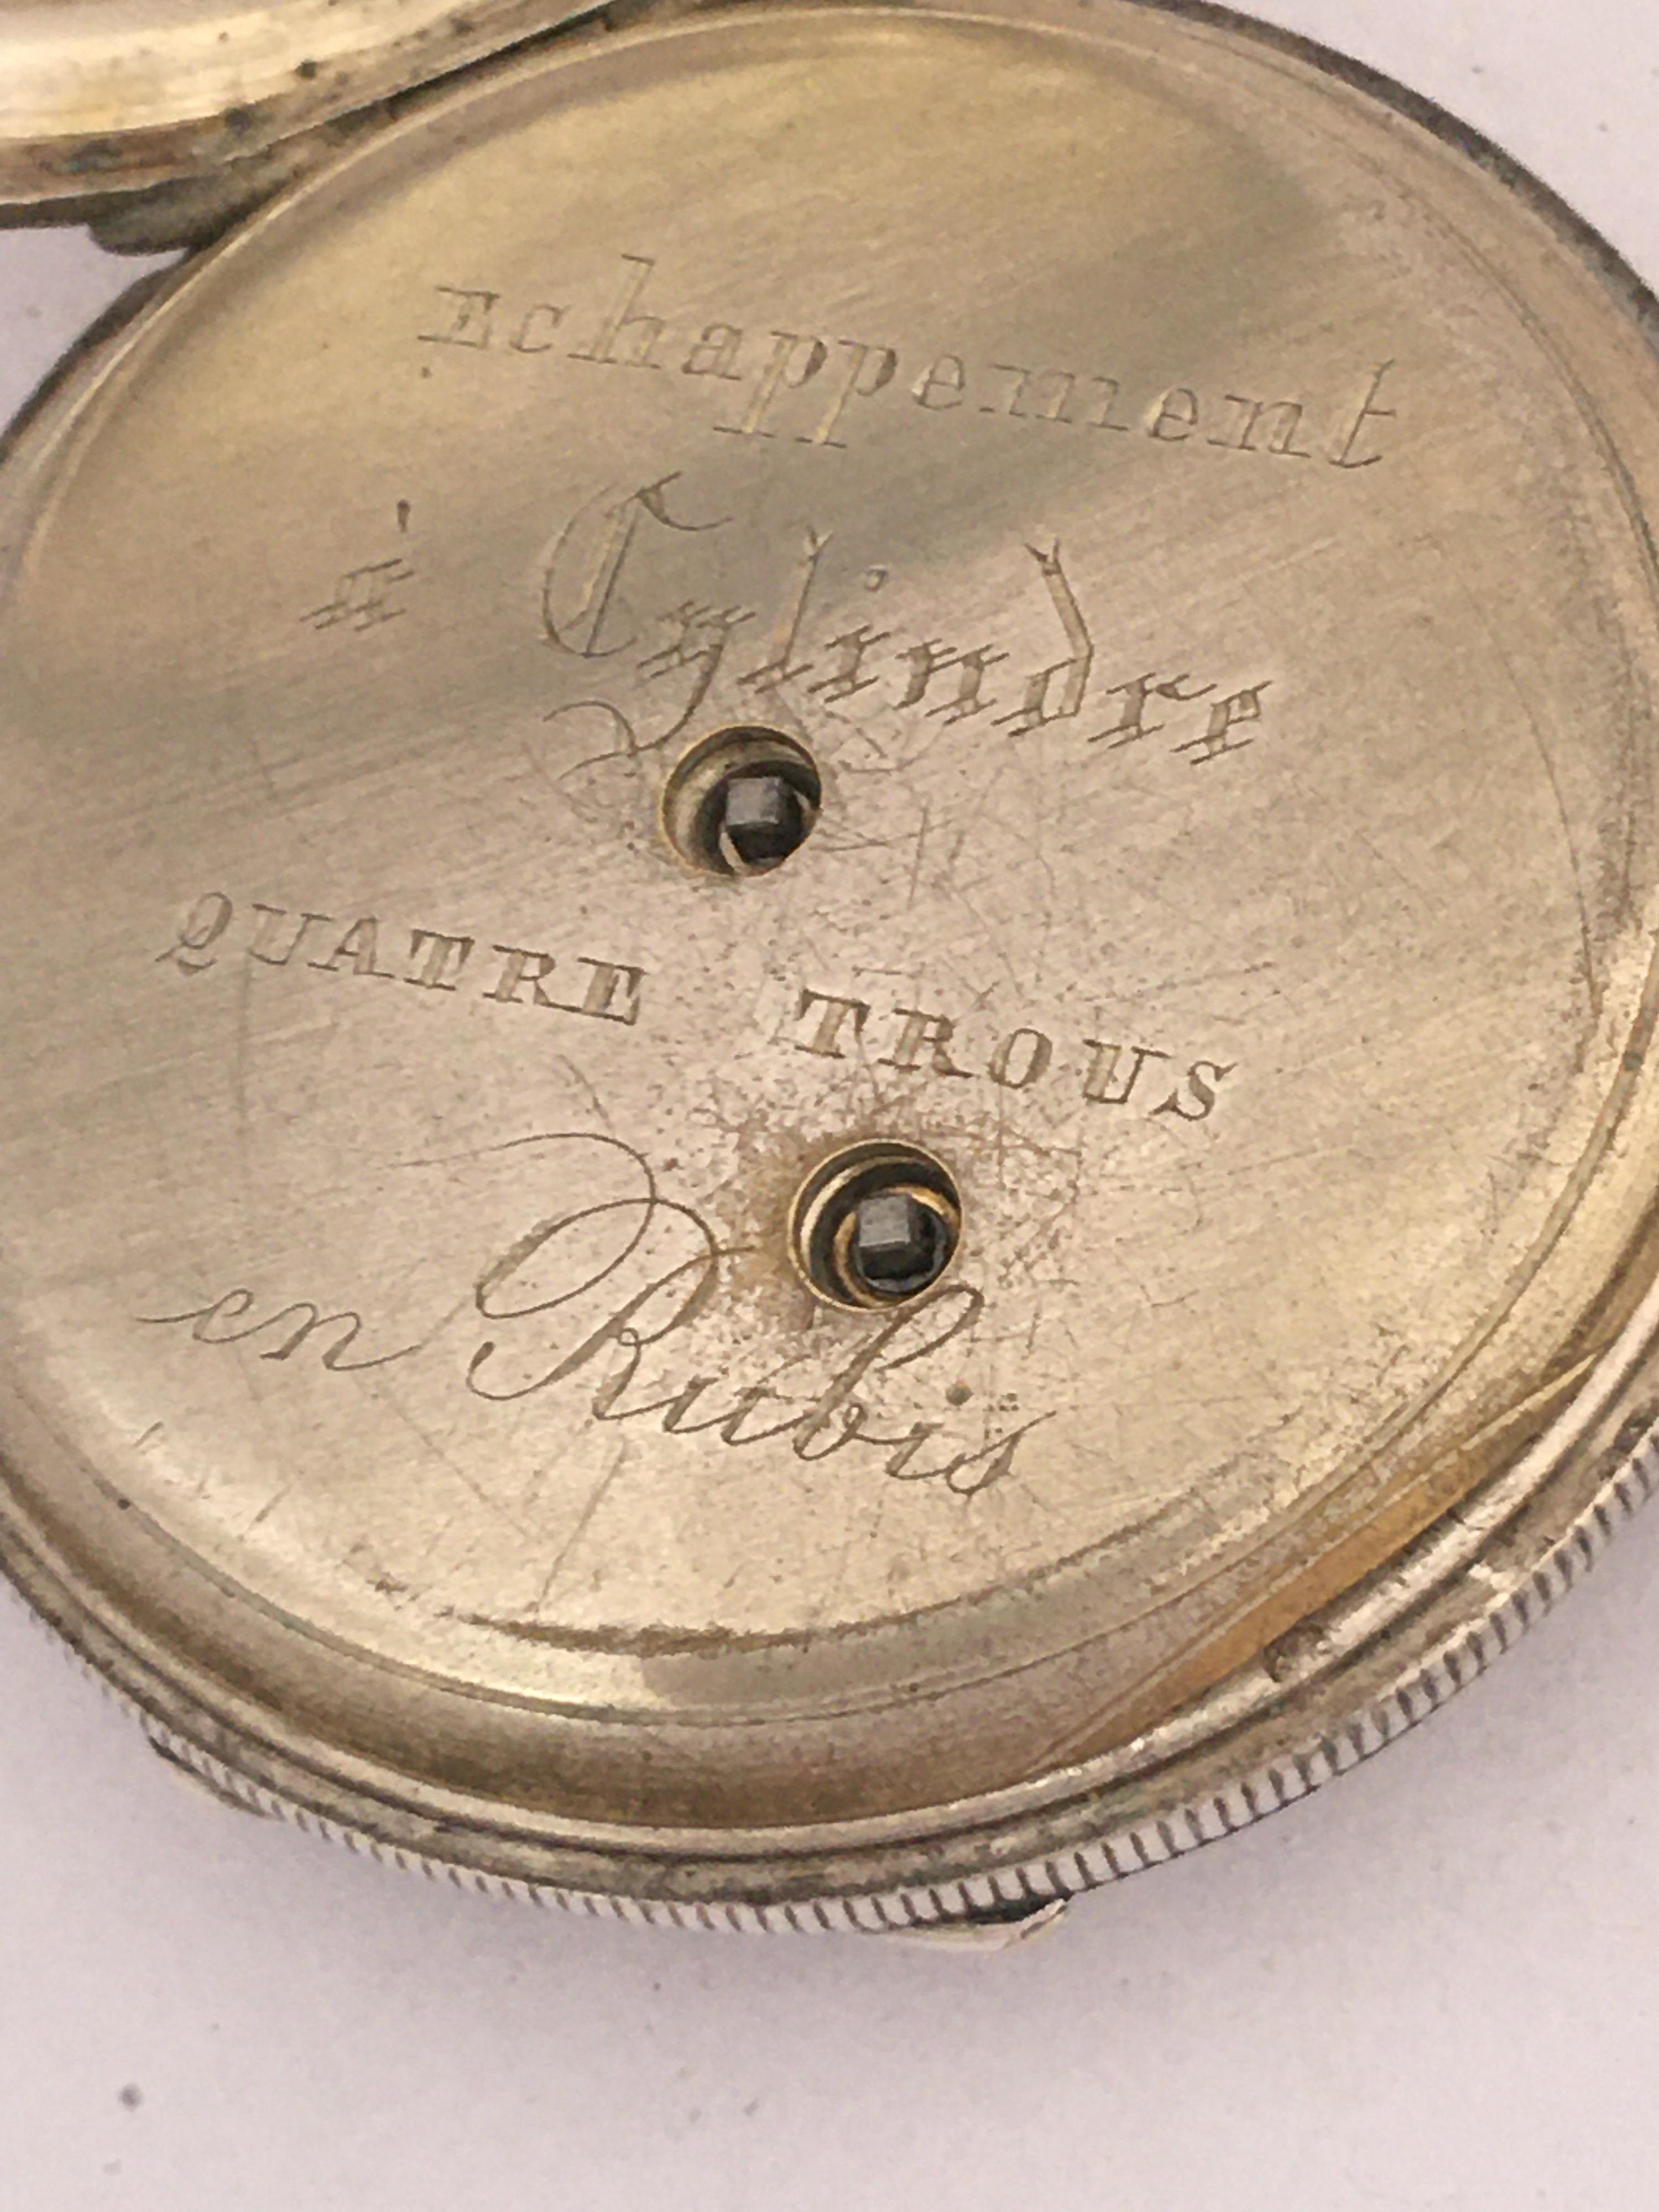 Echappement
à Cylindre
QUATRE TROUS
en Rubis